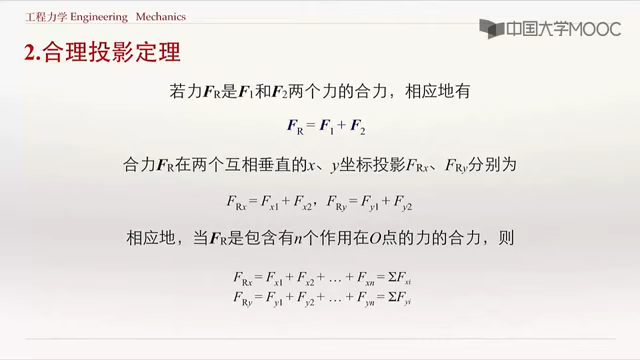 工程力学 Engineering Mechanics
中国大学MOOC
2.合理投影定理
若力FR是F1和F2两个力的合力，相应地有
FR = F1 + F2
合力FR在两个互相垂直的x、y坐标投影FRx、FRy分别为
FRx = Fx1 + Fx2，FRy = Fy1 + Fy2
相应地，当FR是包含有n个作用在O点的力的合力，则
FRx = Fx1 + Fx2 + … + Fxn = ΣFxi
FRy = Fy1 + Fy2 + … + Fyn = ΣFyi